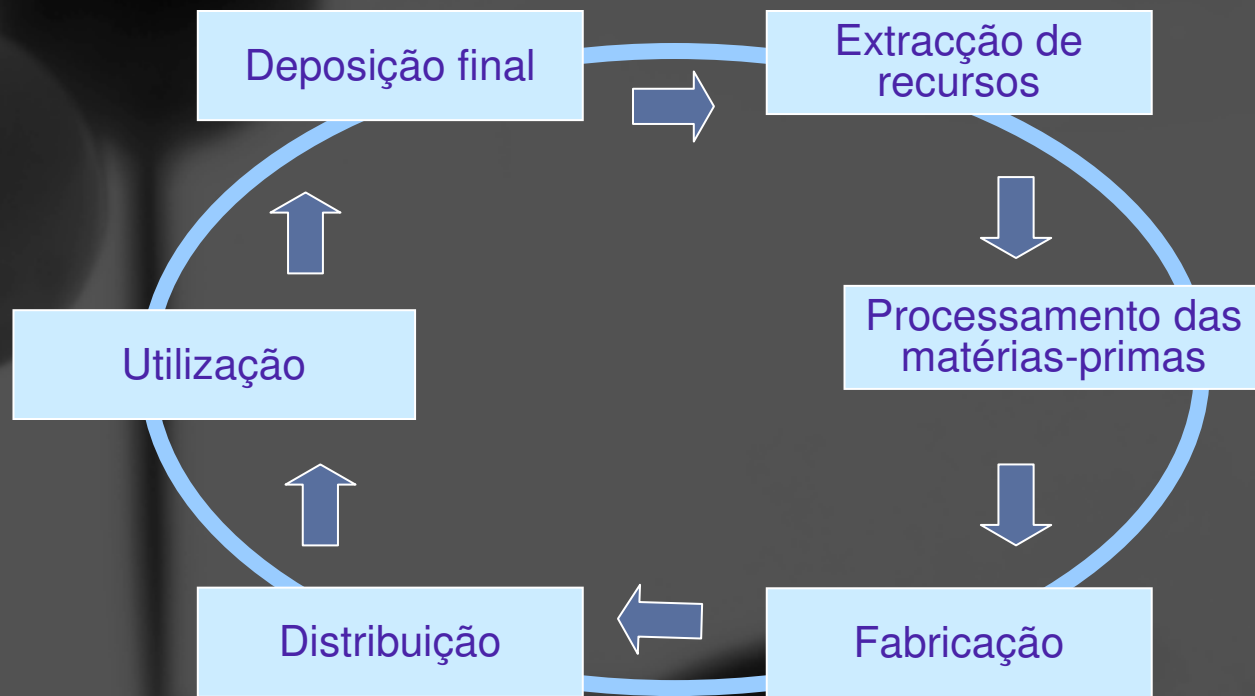 Deposição final
Extracção de
recursos
Utilização
Processamento das
matérias-primas
Distribuição
Fabricação